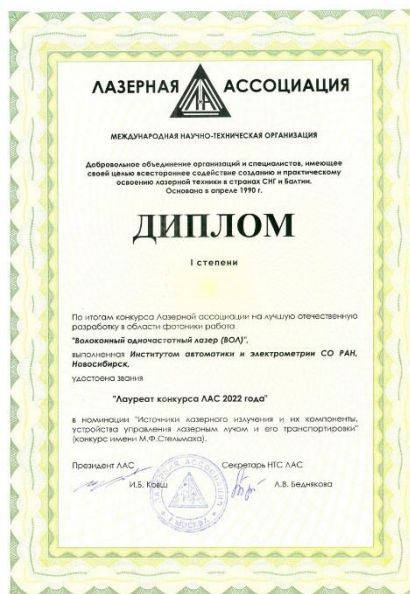 ЛАЗЕРНАЯ АССОЦИАЦИЯ
МЕЖДУНАРОДНАЯ НАУЧНО-ТЕХНИЧЕСКАЯ ОРГАНИЗАЦИЯ
Добровольное объединение организаций и специалистов, имеющее
своей целью всестороннее содействие созданию и практическому
освоению лазерной техники в странах СНГ и Балтии.
Основана в апреле 1990 г.
ДИПЛОМ
I степени
По итогам конкурса Лазерной ассоциации на лучшую отечественную
разработку в области фотоники работа
"Волоконный одночастотный лазер (ВОЛ)",
выполненная Институтом автоматики и электрометрии СО РАН,
Новосибирск,
удостоена звания
"Лауреат конкурса ЛАС 2022 года"
в номинации "Источники лазерного излучения и их компоненты,
устройства управления лазерным лучом и его транспортировки"
(конкурс имени М.Ф.Стельмаха).
Президент ЛАС Секретарь НТС ЛАС
И.Б. Ковш Л.В. Беднякова
ЛАЗЕРНАЯ АССОЦИАЦИЯ
МОСКВА